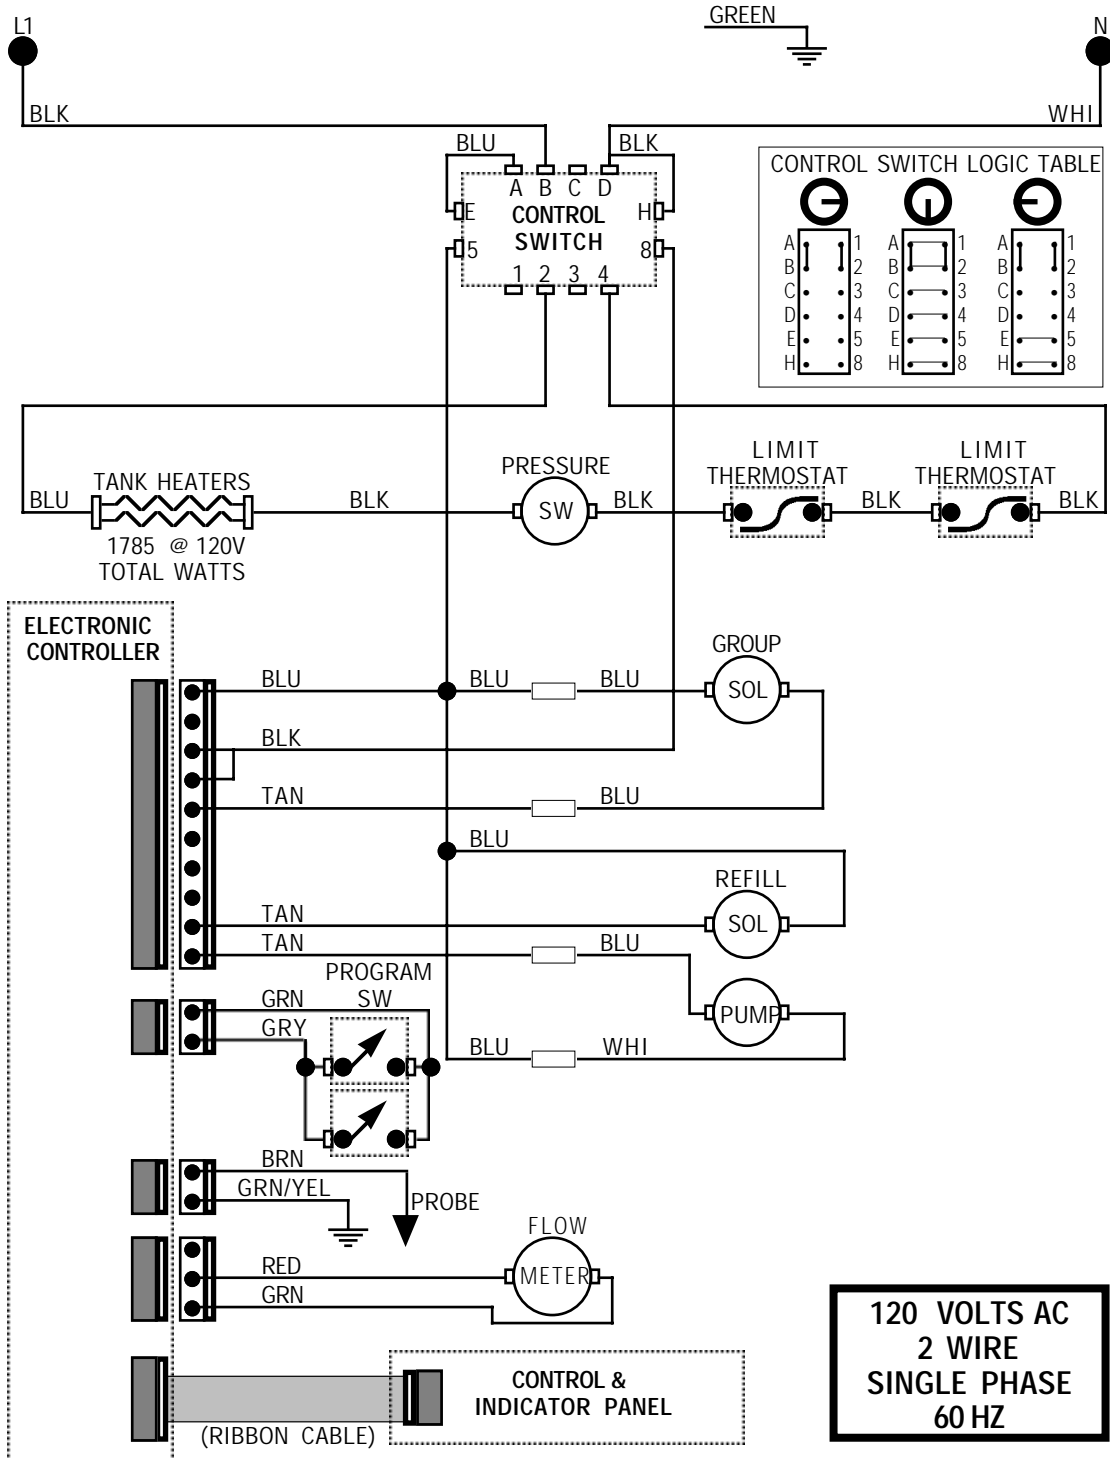 L1
GREEN
N
BLK
WHI
BLU
BLK
A B C D
E CONTROL H
SWITCH
5 8
1 2 3 4
CONTROL SWITCH LOGIC TABLE
A 1 A 1 A 1
B 2 B 2 B 2
C 3 C 3 C 3
D 4 D 4 D 4
E 5 E 5 E 5
H 8 H 8 H 8
TANK HEATERS
BLU
1785 @ 120V
TOTAL WATTS
BLK
PRESSURE
SW
BLK
LIMIT
THERMOSTAT
BLK
LIMIT
THERMOSTAT
BLK
ELECTRONIC
CONTROLLER
BLU
BLU
BLU
GROUP
SOL
BLK
TAN
BLU
BLU
REFILL
SOL
TAN
TAN
BLU
PUMP
PROGRAM
SW
GRN
GRY
BLU
WHI
BRN
GRN/YEL
PROBE
FLOW
METER
RED
GRN
CONTROL &
INDICATOR PANEL
(RIBBON CABLE)
120 VOLTS AC
2 WIRE
SINGLE PHASE
60 HZ